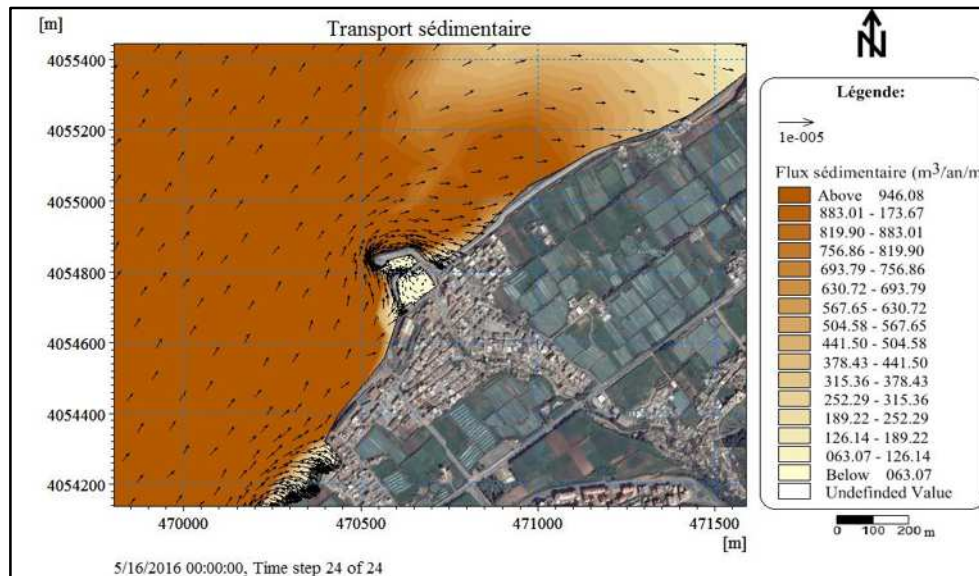 [m]
Transport sédimentaire
4055400
4055200
4055000
4054800
4054600
4054400
4054200
470000
470500
471000
471500
[m]
5/16/2016 00:00:00, Time step 24 of 24
N
Légende:
1e-005
Flux sédimentaire (m³/an/m
Above 946.08
883.01 - 173.67
819.90 - 883.01
756.86 - 819.90
693.79 - 756.86
630.72 - 693.79
567.65 - 630.72
504.58 - 567.65
441.50 - 504.58
378.43 - 441.50
315.36 - 378.43
252.29 - 315.36
189.22 - 252.29
126.14 - 189.22
063.07 - 126.14
Below 063.07
Undefinded Value
0 100 200 m